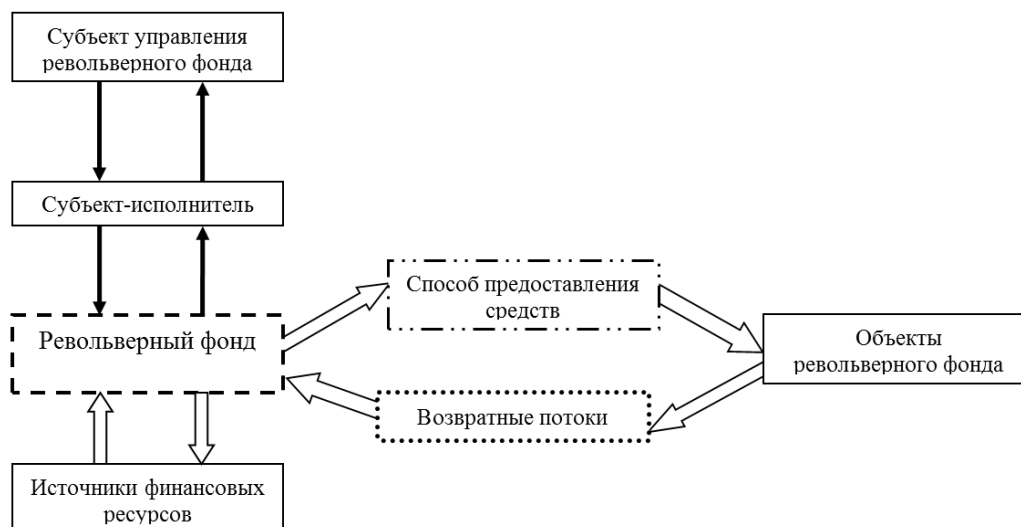 Субъект управления
револьверного фонда
Субъект-исполнитель
Способ предоставления
средств
Револьверный фонд
Объекты
револьверного фонда
Возвратные потоки
Источники финансовых
ресурсов